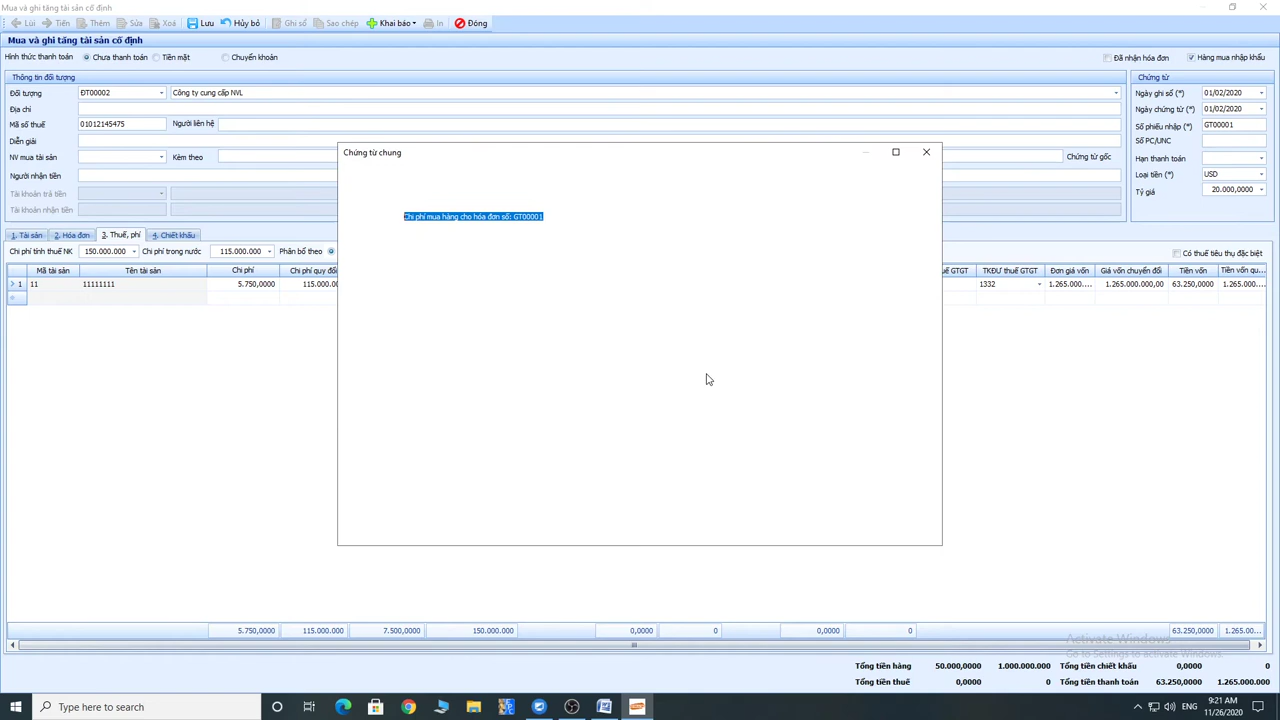 Mua và ghi tăng tài sản cố định
Lùi Tiến Thêm Sửa Xoá Lưu Hủy bỏ Ghi sổ Sao chép Khai báo In Đóng
Mua và ghi tăng tài sản cố định
Hình thức thanh toán Chưa thanh toán Tiền mặt Chuyển khoản Đã nhận hóa đơn Hàng mua nhập khẩu
Thông tin đối tượng
Đối tượng ĐT00002 Công ty cung cấp NVL
Địa chỉ
Mã số thuế 01012145475 Người liên hệ
Diễn giải
NV mua tài sản Kèm theo Chứng từ gốc
Người nhận tiền
Tài khoản trả tiền
Tài khoản nhận tiền
Chứng từ
Ngày ghi sổ (*) 01/02/2020
Ngày chứng từ (*) 01/02/2020
Số phiếu nhập (*) GT00001
Số PC/UNC
Hạn thanh toán
Loại tiền (*) USD
Tỷ giá 20.000,0000
Chứng từ chung
Chi phí mua hàng cho hóa đơn số: GT00001
1. Tài sản 2. Hóa đơn 3. Thuế, phí 4. Chiết khấu
Chi phí tính thuế NK 150.000.000 Chi phí trong nước 115.000.000 Phân bổ theo Có thuế tiêu thụ đặc biệt
Mã tài sản Tên tài sản Chi phí Chi phí quy đổi GTGT TKĐƯ thuế GTGT Đơn giá vốn Giá vốn chuyển đổi Tiền vốn Tiền vốn qu...
1 11 11111111 5.750,0000 115.000.0 1332 1.265.000.... 1.265.000.000,00 63.250,0000 1.265.000....
5.750,0000 115.000.000 7.500,0000 150.000.000 0,0000 0 0,0000 0 63.250,0000 1.265.00...
Activate Windows
Go to Settings to activate Windows.
Tổng tiền hàng 50.000,0000 1.000.000.000 Tổng tiền chiết khấu 0,0000 0
Tổng tiền thuế 0,0000 0 Tổng tiền thanh toán 63.250,0000 1.265.000.000
Type here to search
ENG
9:21 AM
11/26/2020